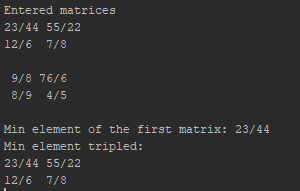 Entered matrices
23/44 55/22
12/6 7/8
9/8 76/6
8/9 4/5
Min element of the first matrix: 23/44
Min element tripled:
23/44 55/22
12/6 7/8